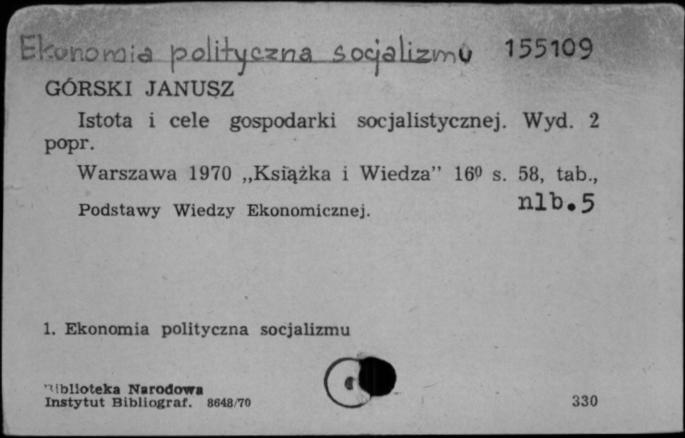 Ekonomia polityczna socjalizmu 155109
GÓRSKI JANUSZ
Istota i cele gospodarki socjalistycznej. Wyd. 2
popr.
Warszawa 1970 „Książka i Wiedza" 16⁰ s. 58, tab.,
Podstawy Wiedzy Ekonomicznej. nlb.5
1. Ekonomia polityczna socjalizmu
Biblioteka Narodowa
Instytut Bibliograf. 8648/70
330